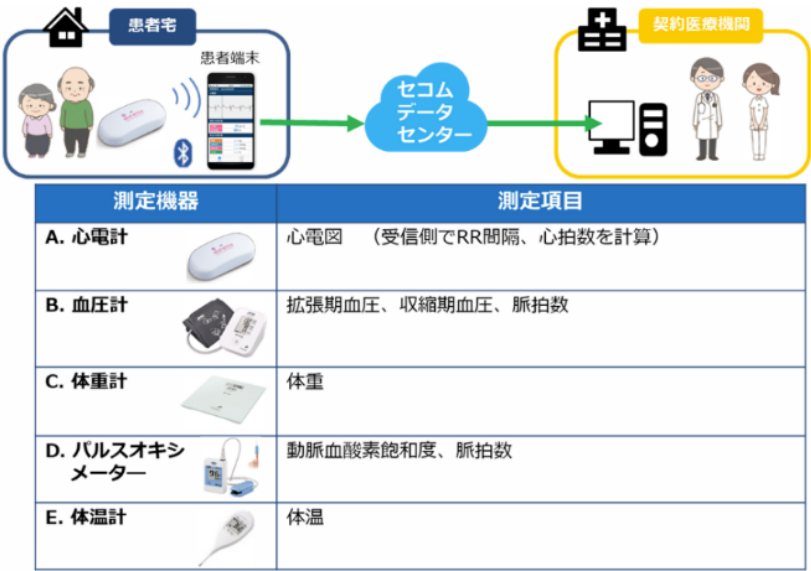 患者宅
患者端末
セコム
データ
センター
契約医療機関
測定機器
測定項目
A. 心電計
心電図 (受信側でRR間隔、心拍数を計算)
B. 血圧計
拡張期血圧、収縮期血圧、脈拍数
C. 体重計
体重
D. パルスオキシ
メーター
動脈血酸素飽和度、脈拍数
E. 体温計
体温